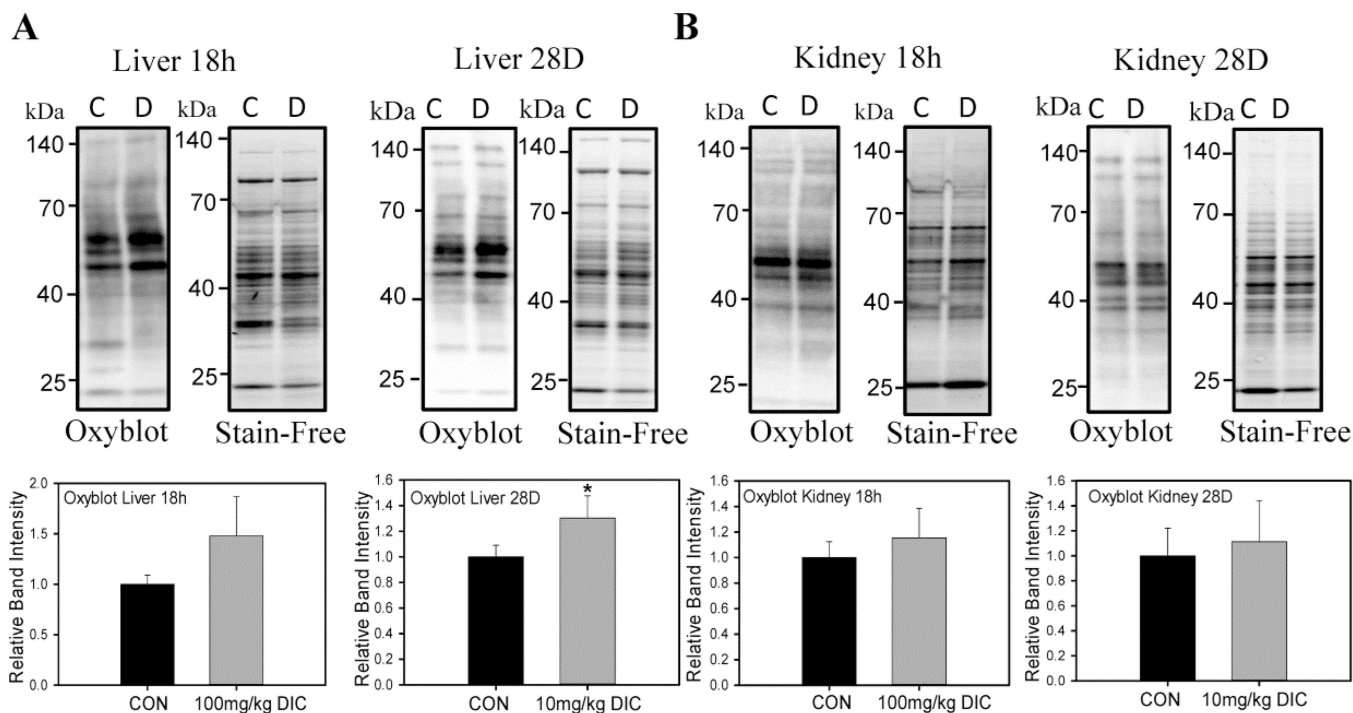 A
B
Liver 18h
Liver 28D
Kidney 18h
Kidney 28D
kDa C D
kDa C D
kDa C D
kDa C D
kDa C D
kDa C D
kDa C D
kDa C D
140
70
40
25
140
70
40
25
140
70
40
25
140
70
40
25
140
70
40
25
140
70
40
25
140
70
40
25
140
70
40
25
Oxyblot
Stain-Free
Oxyblot
Stain-Free
Oxyblot
Stain-Free
Oxyblot
Stain-Free
Relative Band Intensity
2.0
1.5
1.0
0.5
0.0
Oxyblot Liver 18h
CON
100mg/kg DIC
Relative Band Intensity
1.6
1.4
1.2
1.0
0.8
0.6
0.4
0.2
0.0
Oxyblot Liver 28D
*
CON
10mg/kg DIC
Relative Band Intensity
1.6
1.4
1.2
1.0
0.8
0.6
0.4
0.2
0.0
Oxyblot Kidney 18h
CON
100mg/kg DIC
Relative Band Intensity
1.6
1.4
1.2
1.0
0.8
0.6
0.4
0.2
0.0
Oxyblot Kidney 28D
CON
10mg/kg DIC